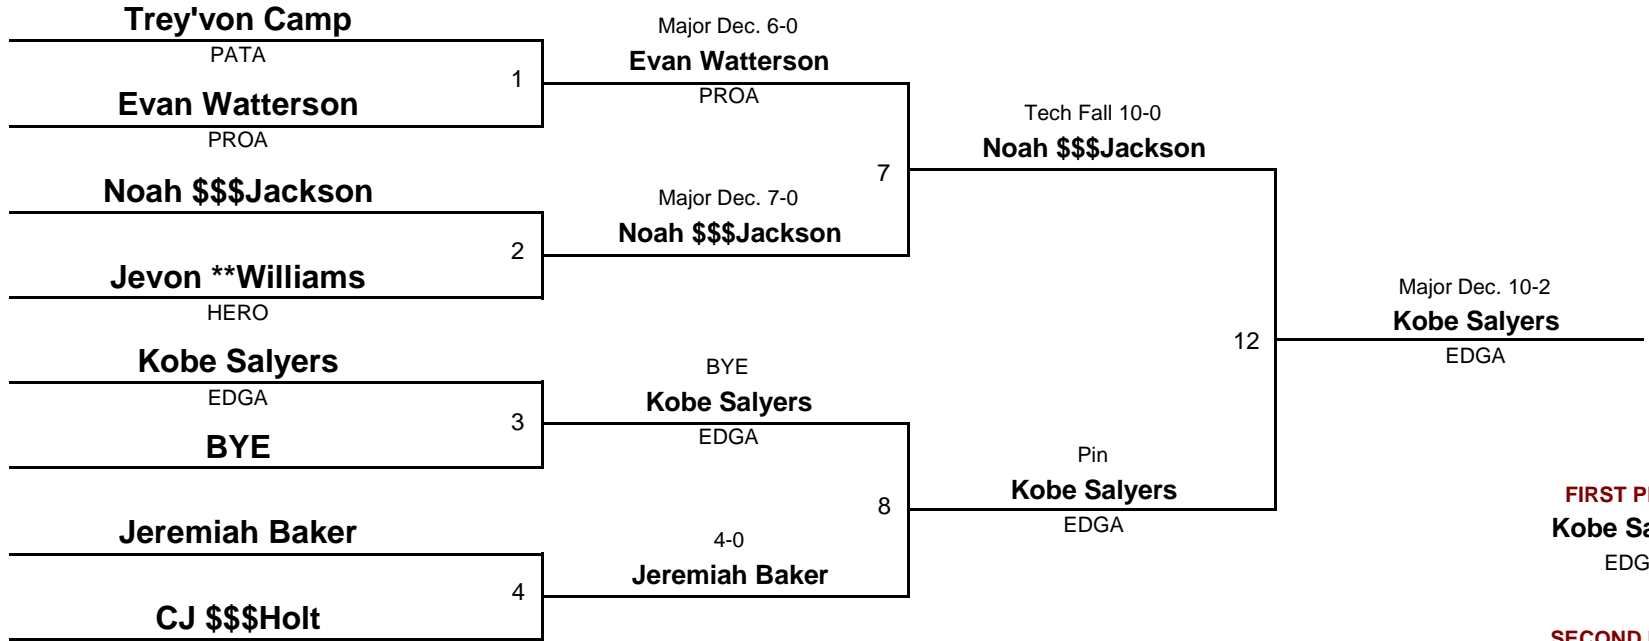 Trey'von Camp
PATA
1
Evan Watterson
PROA
Noah $$$Jackson
2
Jevon **Williams
HERO
Kobe Salyers
EDGA
3
BYE
Jeremiah Baker
4
CJ $$$Holt
Major Dec. 6-0
Evan Watterson
PROA
7
Major Dec. 7-0
Noah $$$Jackson
BYE
Kobe Salyers
EDGA
8
4-0
Jeremiah Baker
Tech Fall 10-0
Noah $$$Jackson
12
Pin
Kobe Salyers
EDGA
Major Dec. 10-2
Kobe Salyers
EDGA
FIRST
Kobe
SECOND